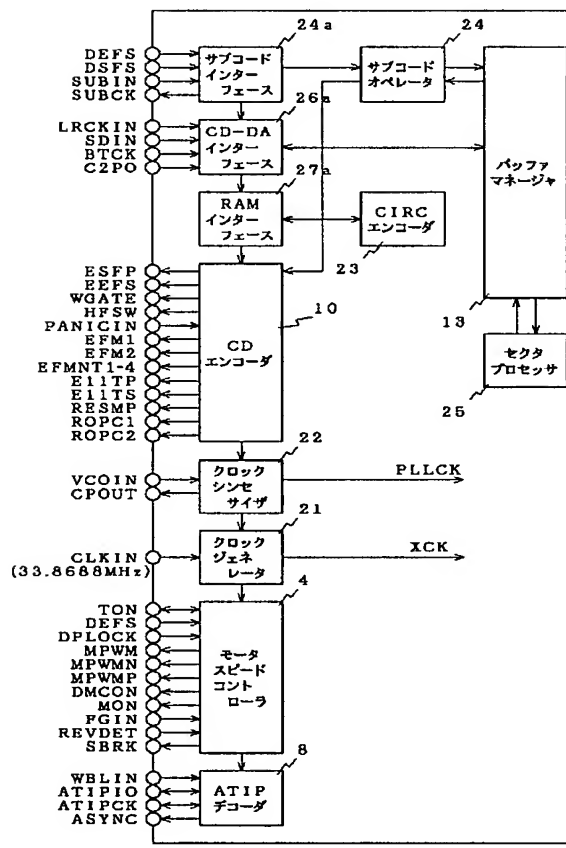 24a
24
DEFS
DSFS
SUBIN
SUBCK
サブコード
インター
フェース
サブコード
オペレータ
26a
LRCKIN
SDIN
BTCK
C2PO
CD-DA
インター
フェース
バッファ
マネージャ
27a
RAM
インター
フェース
CIRC
エンコーダ
23
ESFP
EEFS
WGATE
HFSW
PANICIN
EFM1
EFM2
EFMNT1-4
E11TP
E11TS
RESMP
ROPC1
ROPC2
10
CD
エンコーダ
13
セクタ
プロセッサ
25
22
VCOIN
CPOUT
クロック
シンセ
サイザ
PLLCK
21
CLKIN
(33.8688MHz)
クロック
ジェネ
レータ
XCK
4
TON
DEFS
DPLOCK
MPWM
MPWMN
MPWMP
DMCON
MON
FGIN
REVDET
SBRK
モータ
スピード
コント
ローラ
8
WBLIN
ATIPIO
ATIPCK
ASYNC
ATIP
デコーダ